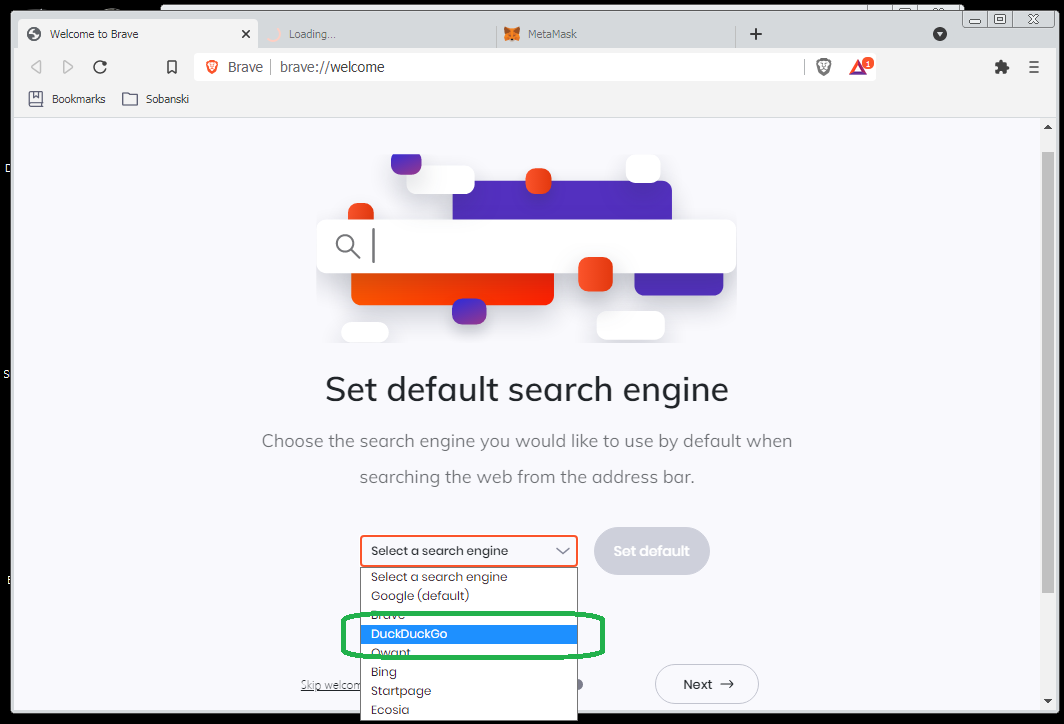 Welcome to Brave
Loading...
MetaMask
Brave
brave://welcome
1
Bookmarks
Sobanski
Set default search engine
Choose the search engine you would like to use by default when
searching the web from the address bar.
Select a search engine
Set default
Select a search engine
Google (default)
Brave
DuckDuckGo
Qwant
Bing
Startpage
Ecosia
Skip welcom
Next